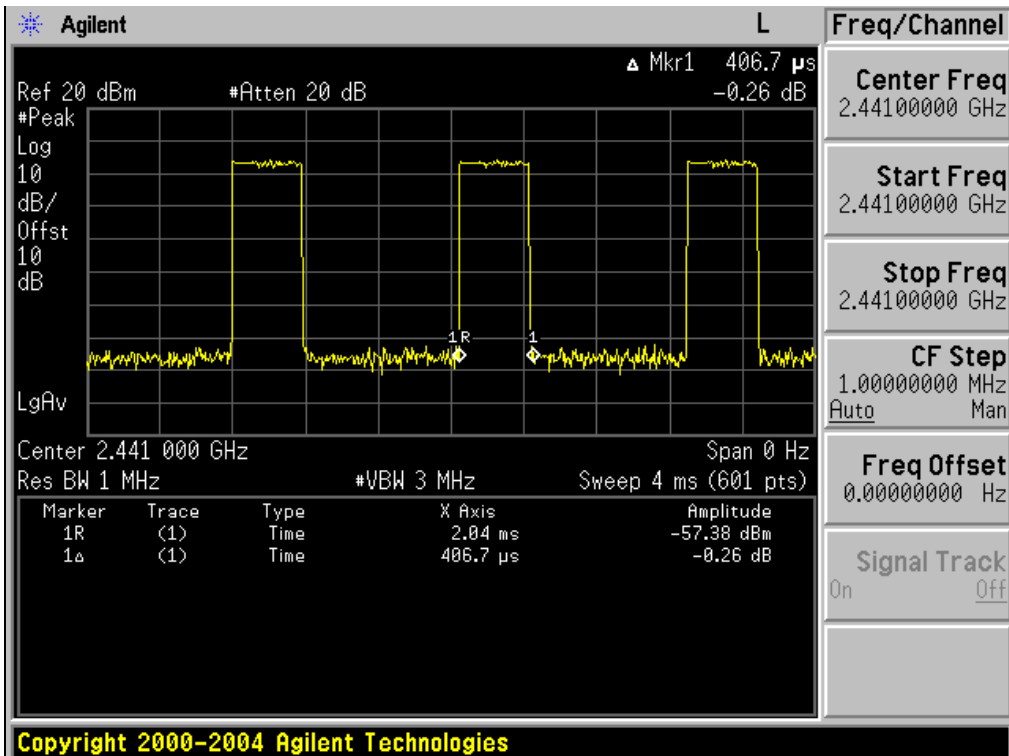 Agilent L
Δ Mkr1 406.7 µs
Ref 20 dBm #Atten 20 dB -0.26 dB
#Peak
Log
10
dB/
Offst
10
dB
1R 1
LgAv
Center 2.441 000 GHz Span 0 Hz
Res BW 1 MHz #VBW 3 MHz Sweep 4 ms (601 pts)
Marker Trace Type X Axis Amplitude
1R (1) Time 2.04 ms -57.38 dBm
1Δ (1) Time 406.7 µs -0.26 dB
Copyright 2000-2004 Agilent Technologies
Freq/Channel
Center Freq
2.44100000 GHz
Start Freq
2.44100000 GHz
Stop Freq
2.44100000 GHz
CF Step
1.00000000 MHz
Auto Man
Freq Offset
0.00000000 Hz
Signal Track
On Off